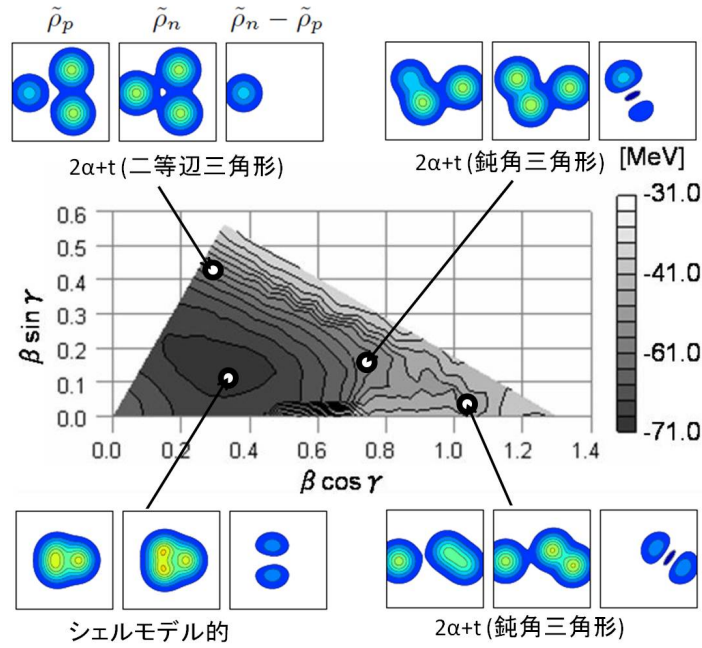 ρ̃p ρ̃n ρ̃n − ρ̃p
2α+t (二等辺三角形)
2α+t (鈍角三角形)
[MeV]
-31.0
-41.0
-61.0
-71.0
β sin γ
0.6
0.5
0.4
0.3
0.2
0.1
0.0
0.0 0.2 0.4 0.6 0.8 1.0 1.2 1.4
β cos γ
シェルモデル的
2α+t (鈍角三角形)